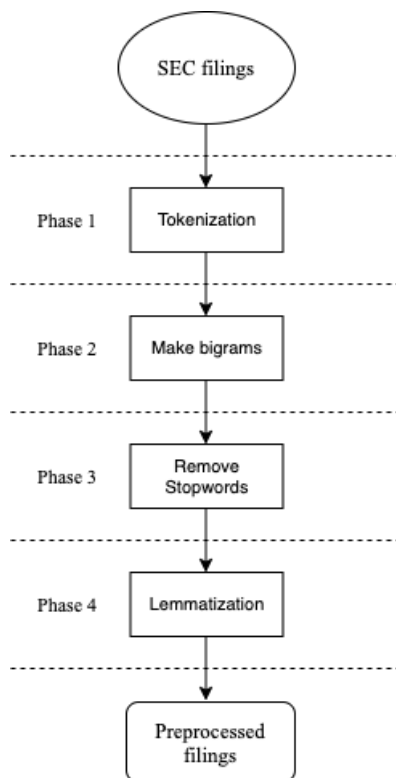 SEC filings
Phase 1
Tokenization
Phase 2
Make bigrams
Phase 3
Remove
Stopwords
Phase 4
Lemmatization
Preprocessed
filings